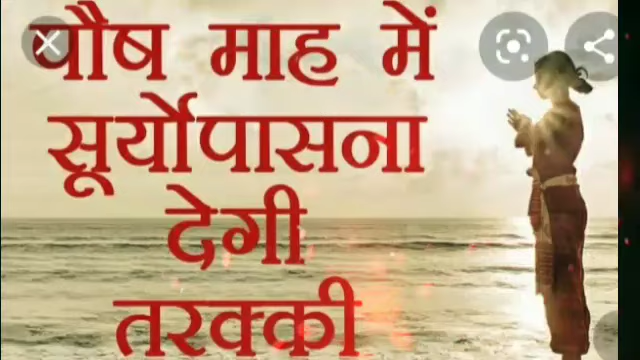 पौष माह में
सूर्योपासना
देगी
तरक्की